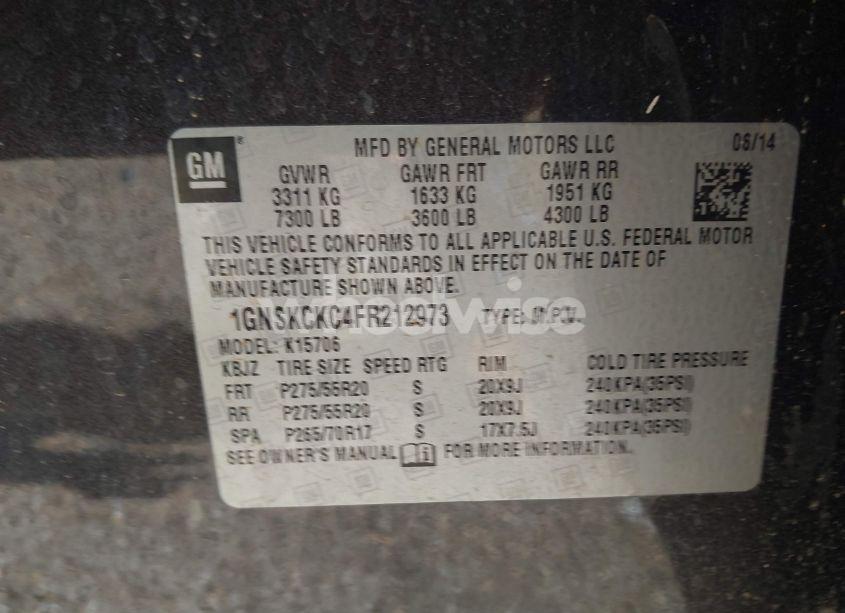 GM
MFD BY GENERAL MOTORS LLC 08/14
GVWR GAWR FRT GAWR RR
3311 KG 1633 KG 1951 KG
7300 LB 3600 LB 4300 LB
THIS VEHICLE CONFORMS TO ALL APPLICABLE U.S. FEDERAL MOTOR
VEHICLE SAFETY STANDARDS IN EFFECT ON THE DATE OF
MANUFACTURE SHOWN ABOVE.
1GNSKCKC4FR212973 TYPE: M.P.V.
MODEL: K15706
KBJZ TIRE SIZE SPEED RTG RIM COLD TIRE PRESSURE
FRT P275/55R20 S 20X9J 240KPA(35PSI)
RR P275/55R20 S 20X9J 240KPA(35PSI)
SPA P265/70R17 S 17X7.5J 240KPA(35PSI)
SEE OWNER'S MANUAL FOR MORE INFORMATION.